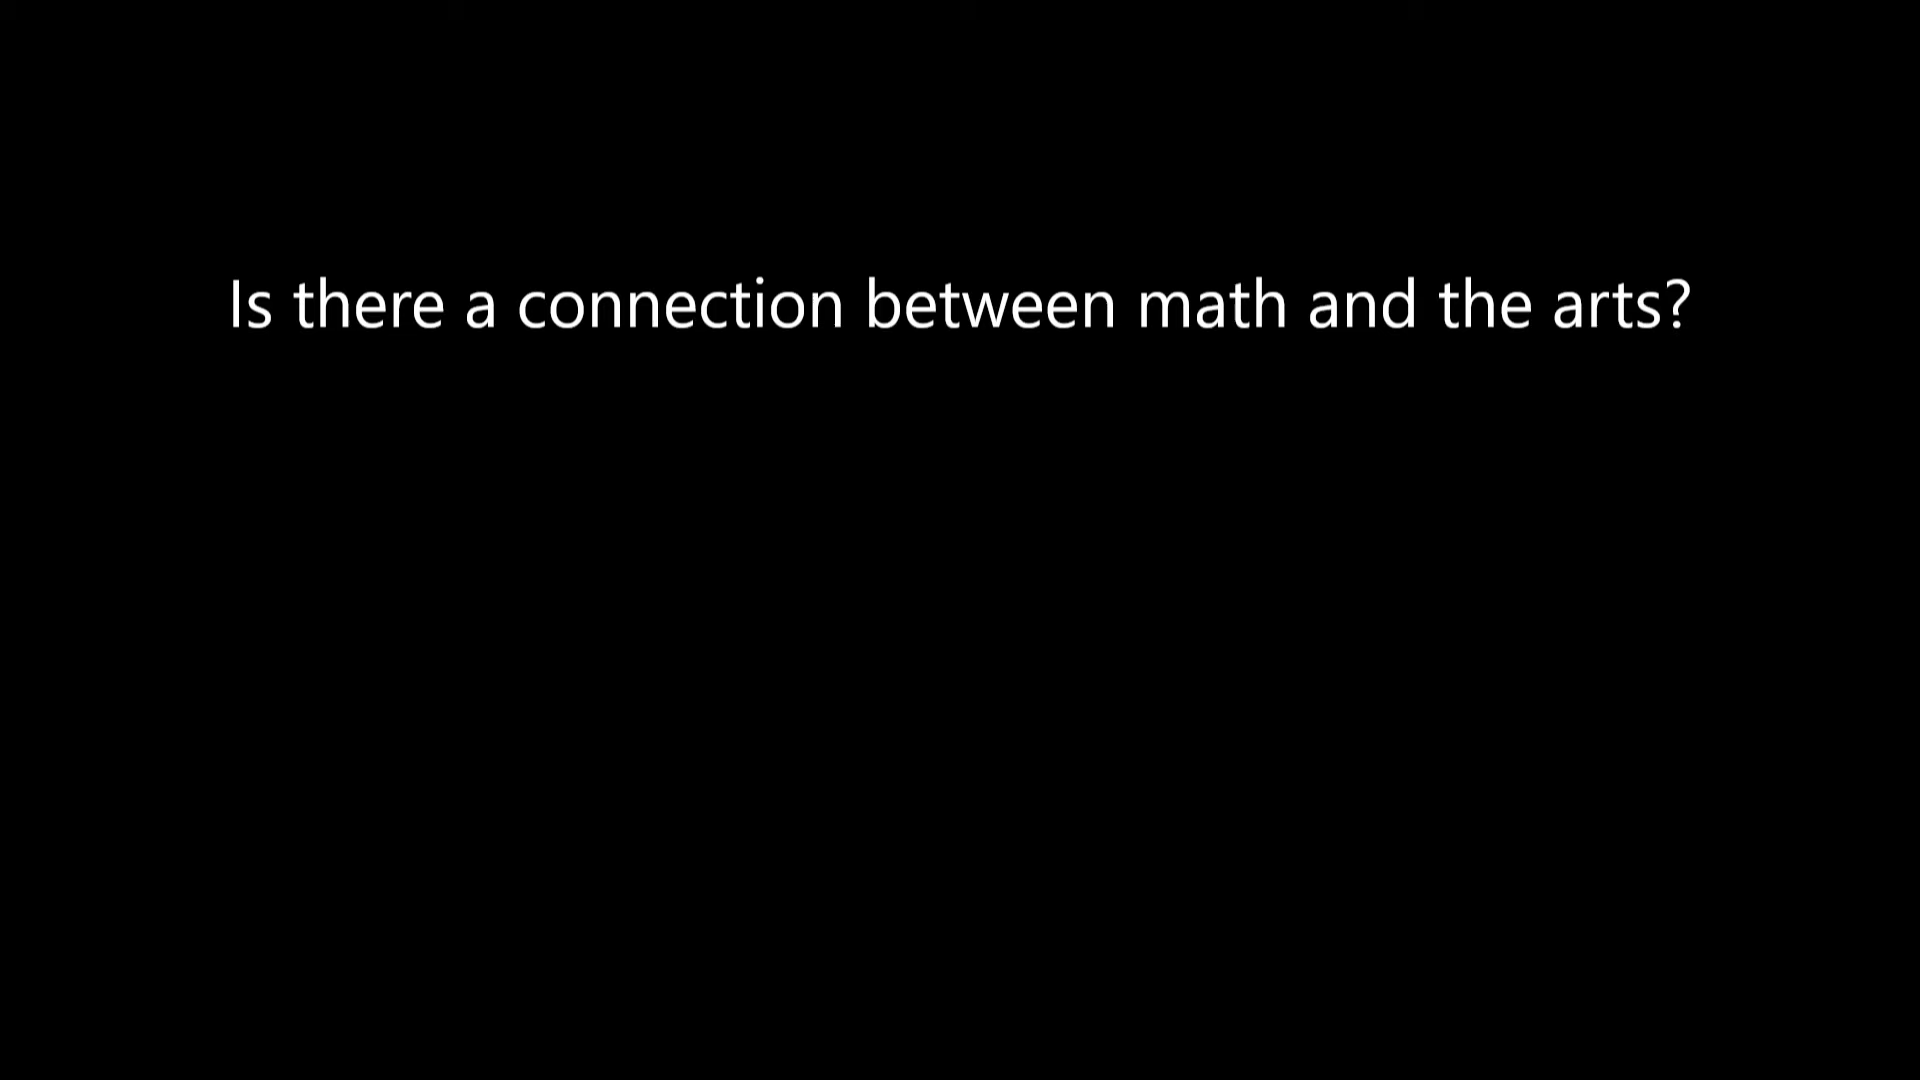 Is there a connection between math and the arts?